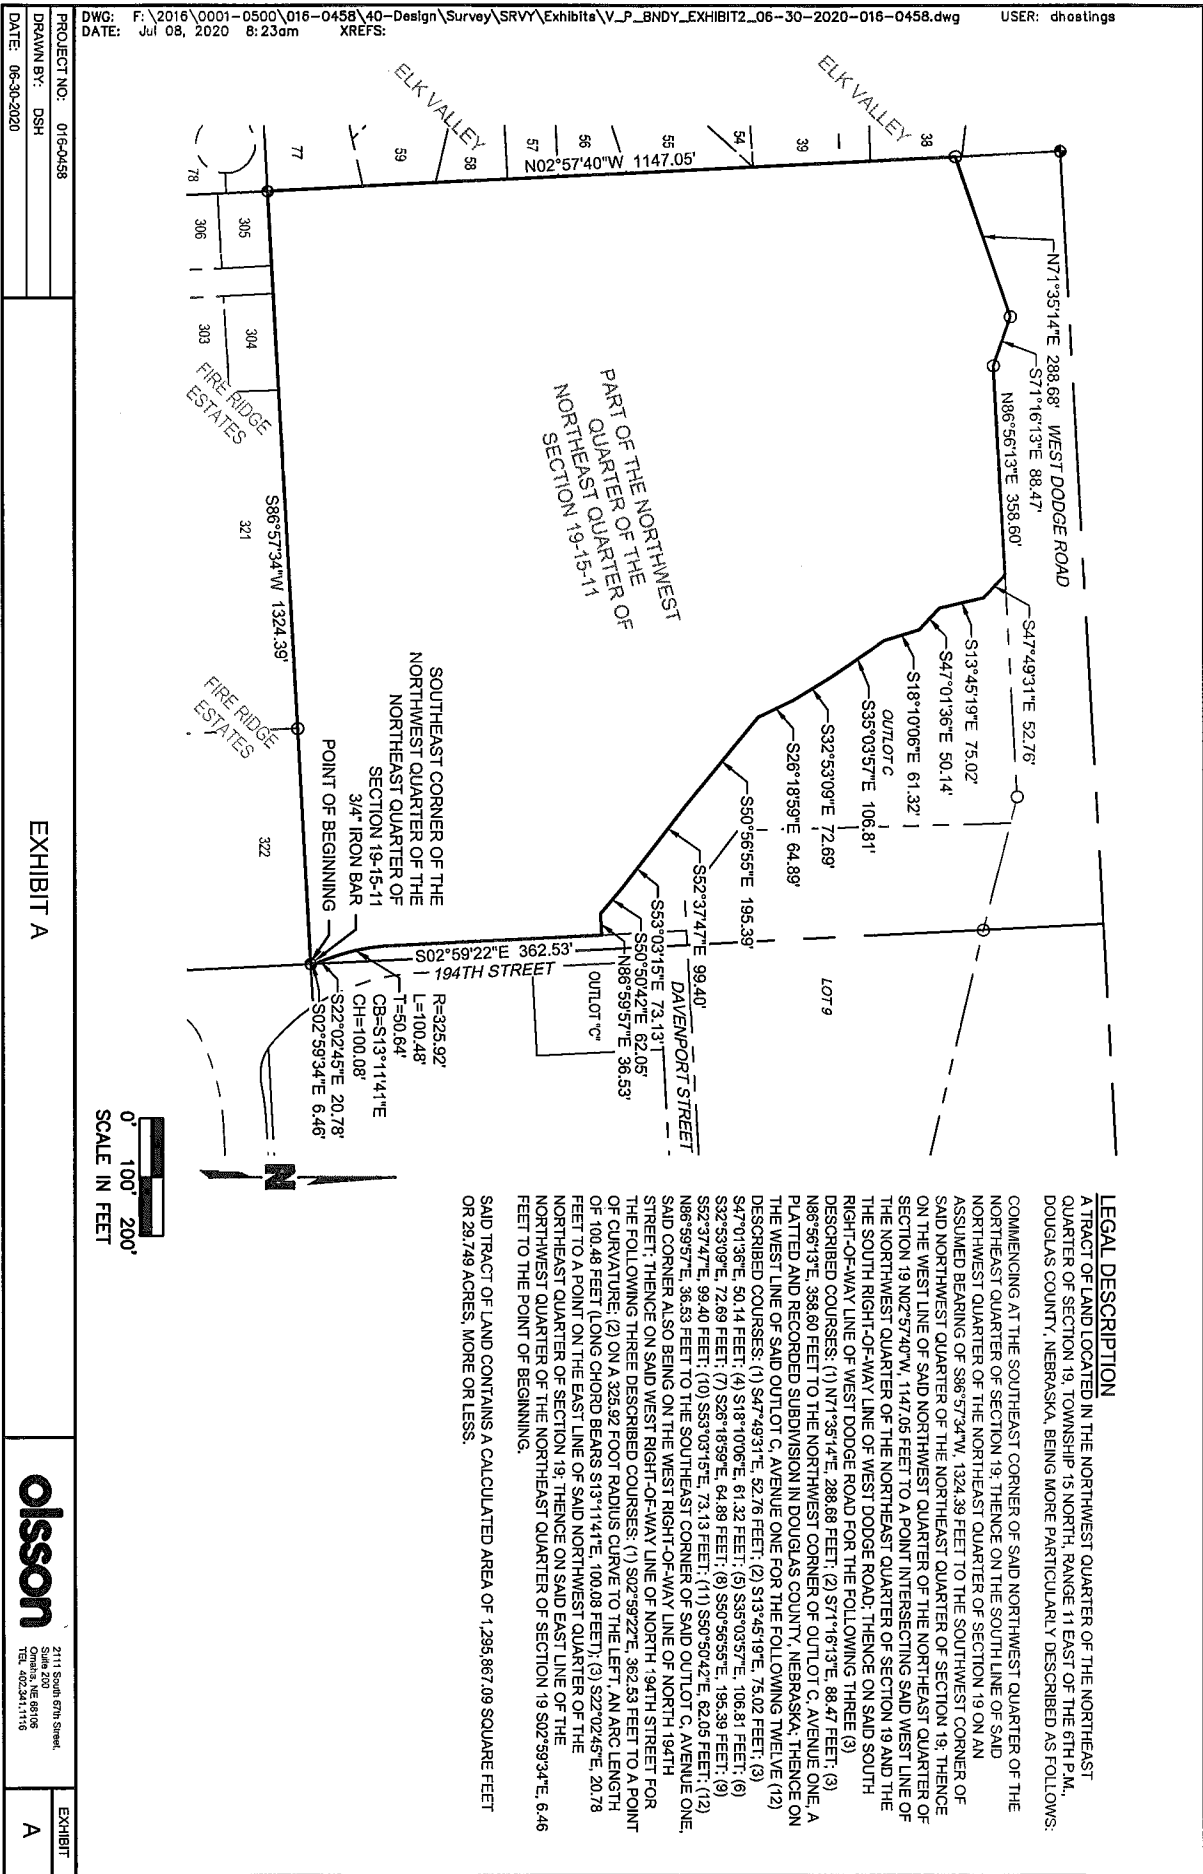 DWG: F:\2016\0001-0500\016-0458\40-Design\Survey\SRVY\Exhibits\V_P_BNDY_EXHIBIT2_06-30-2020-016-0458.dwg USER: dhostings
DATE: Jul 08, 2020 8:23am XREFS:
ELK VALLEY
ELK VALLEY
38
39
54
55
56
57
58
59
77
78
305
306
304
303
321
322
N02°57'40"W 1147.05'
N71°35'14"E 288.68'
WEST DODGE ROAD
S71°16'13"E 88.47'
N86°56'13"E 358.60'
S47°49'31"E 52.76'
S13°45'19"E 75.02'
S47°01'36"E 50.14'
S18°10'06"E 61.32'
OUTLOT C
S35°03'57"E 106.81'
S32°53'09"E 72.69'
S26°18'59"E 64.89'
S50°56'55"E 195.39'
S52°37'47"E 99.40'
S53°03'15"E 73.13'
S50°50'42"E 62.05'
N86°59'57"E 36.53'
DAVENPORT STREET
LOT 9
OUTLOT "C"
S02°59'22"E 362.53'
194TH STREET
PART OF THE NORTHWEST
QUARTER OF THE
NORTHEAST QUARTER OF
SECTION 19-15-11
FIRE RIDGE
ESTATES
S86°57'34"W 1324.39'
FIRE RIDGE
ESTATES
SOUTHEAST CORNER OF THE
NORTHWEST QUARTER OF THE
NORTHEAST QUARTER OF
SECTION 19-15-11
3/4" IRON BAR
POINT OF BEGINNING
R=325.92'
L=100.48'
T=50.64'
CB=S13°11'41"E
CH=100.08'
S22°02'45"E 20.78'
S02°59'34"E 6.46'
N
0' 100' 200'
SCALE IN FEET
LEGAL DESCRIPTION
A TRACT OF LAND LOCATED IN THE NORTHWEST QUARTER OF THE NORTHEAST
QUARTER OF SECTION 19, TOWNSHIP 15 NORTH, RANGE 11 EAST OF THE 6TH P.M.,
DOUGLAS COUNTY, NEBRASKA, BEING MORE PARTICULARLY DESCRIBED AS FOLLOWS:
COMMENCING AT THE SOUTHEAST CORNER OF SAID NORTHWEST QUARTER OF THE
NORTHEAST QUARTER OF SECTION 19; THENCE ON THE SOUTH LINE OF SAID
NORTHWEST QUARTER OF THE NORTHEAST QUARTER OF SECTION 19 ON AN
ASSUMED BEARING OF S86°57'34"W, 1324.39 FEET TO THE SOUTHWEST CORNER OF
SAID NORTHWEST QUARTER OF THE NORTHEAST QUARTER OF SECTION 19; THENCE
ON THE WEST LINE OF SAID NORTHWEST QUARTER OF THE NORTHEAST QUARTER OF
SECTION 19 N02°57'40"W, 1147.05 FEET TO A POINT INTERSECTING SAID WEST LINE OF
THE NORTHWEST QUARTER OF THE NORTHEAST QUARTER OF SECTION 19 AND THE
THE SOUTH RIGHT-OF-WAY LINE OF WEST DODGE ROAD; THENCE ON SAID SOUTH
RIGHT-OF-WAY LINE OF WEST DODGE ROAD FOR THE FOLLOWING THREE (3)
DESCRIBED COURSES: (1) N71°35'14"E, 288.68 FEET; (2) S71°16'13"E, 88.47 FEET; (3)
N86°56'13"E, 358.60 FEET TO THE NORTHWEST CORNER OF OUTLOT C, AVENUE ONE, A
PLATTED AND RECORDED SUBDIVISION IN DOUGLAS COUNTY, NEBRASKA; THENCE ON
THE WEST LINE OF SAID OUTLOT C, AVENUE ONE FOR THE FOLLOWING TWELVE (12)
DESCRIBED COURSES: (1) S47°49'31"E, 52.76 FEET; (2) S13°45'19"E, 75.02 FEET; (3)
S47°01'36"E, 50.14 FEET; (4) S18°10'06"E, 61.32 FEET; (5) S35°03'57"E, 106.81 FEET; (6)
S32°53'09"E, 72.69 FEET; (7) S26°18'59"E, 64.89 FEET; (8) S50°56'55"E, 195.39 FEET; (9)
S52°37'47"E, 99.40 FEET; (10) S53°03'15"E, 73.13 FEET; (11) S50°50'42"E, 62.05 FEET; (12)
N86°59'57"E, 36.53 FEET TO THE SOUTHEAST CORNER OF SAID OUTLOT C, AVENUE ONE,
SAID CORNER ALSO BEING ON THE WEST RIGHT-OF-WAY LINE OF NORTH 194TH
STREET; THENCE ON SAID WEST RIGHT-OF-WAY LINE OF NORTH 194TH STREET FOR
THE FOLLOWING THREE DESCRIBED COURSES: (1) S02°59'22"E, 362.53 FEET TO A POINT
OF CURVATURE; (2) ON A 325.92 FOOT RADIUS CURVE TO THE LEFT, AN ARC LENGTH
OF 100.48 FEET (LONG CHORD BEARS S13°11'41"E, 100.08 FEET); (3) S22°02'45"E, 20.78
FEET TO A POINT ON THE EAST LINE OF SAID NORTHWEST QUARTER OF THE
NORTHEAST QUARTER OF SECTION 19; THENCE ON SAID EAST LINE OF THE
NORTHWEST QUARTER OF THE NORTHEAST QUARTER OF SECTION 19 S02°59'34"E, 6.46
FEET TO THE POINT OF BEGINNING.
SAID TRACT OF LAND CONTAINS A CALCULATED AREA OF 1,295,867.09 SQUARE FEET
OR 29.749 ACRES, MORE OR LESS.
PROJECT NO: 016-0458
DRAWN BY: DSH
DATE: 06-30-2020
EXHIBIT A
olsson
2111 South 67th Street,
Suite 200
Omaha, NE 68106
TEL 402.341.1116
EXHIBIT
A